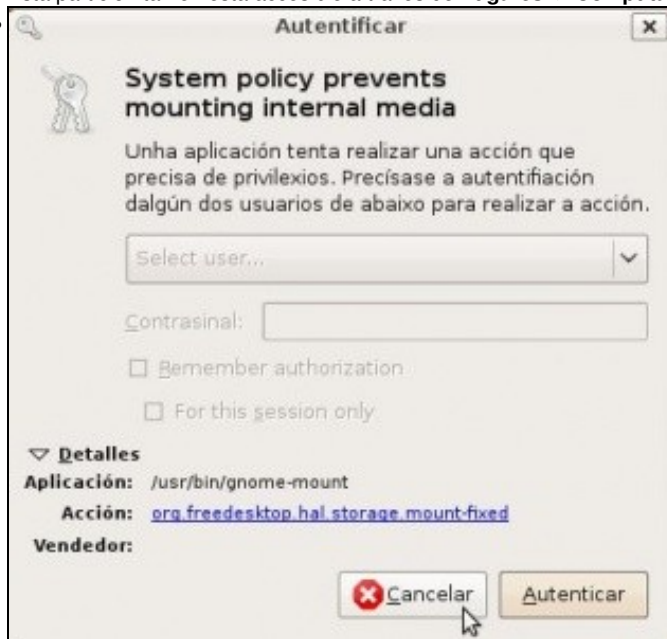 Autentificar
System policy prevents
mounting internal media
Unha aplicación tenta realizar una acción que
precisa de privilexios. Precísase a autentifiación
dalgún dos usuarios de abaixo para realizar a acción.
Select user...
Contrasinal:
Remember authorization
For this session only
Detalles
Aplicación: /usr/bin/gnome-mount
Acción: org.freedesktop.hal.storage.mount-fixed
Vendedor:
Cancelar Autenticar